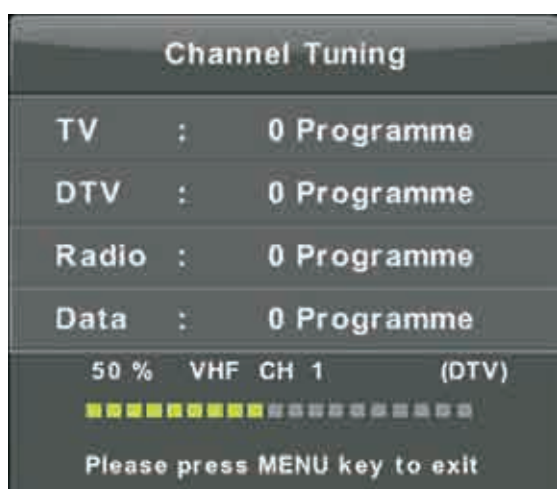 Channel Tuning
TV : 0 Programme
DTV : 0 Programme
Radio : 0 Programme
Data : 0 Programme
50 % VHF CH 1 (DTV)
Please press MENU key to exit